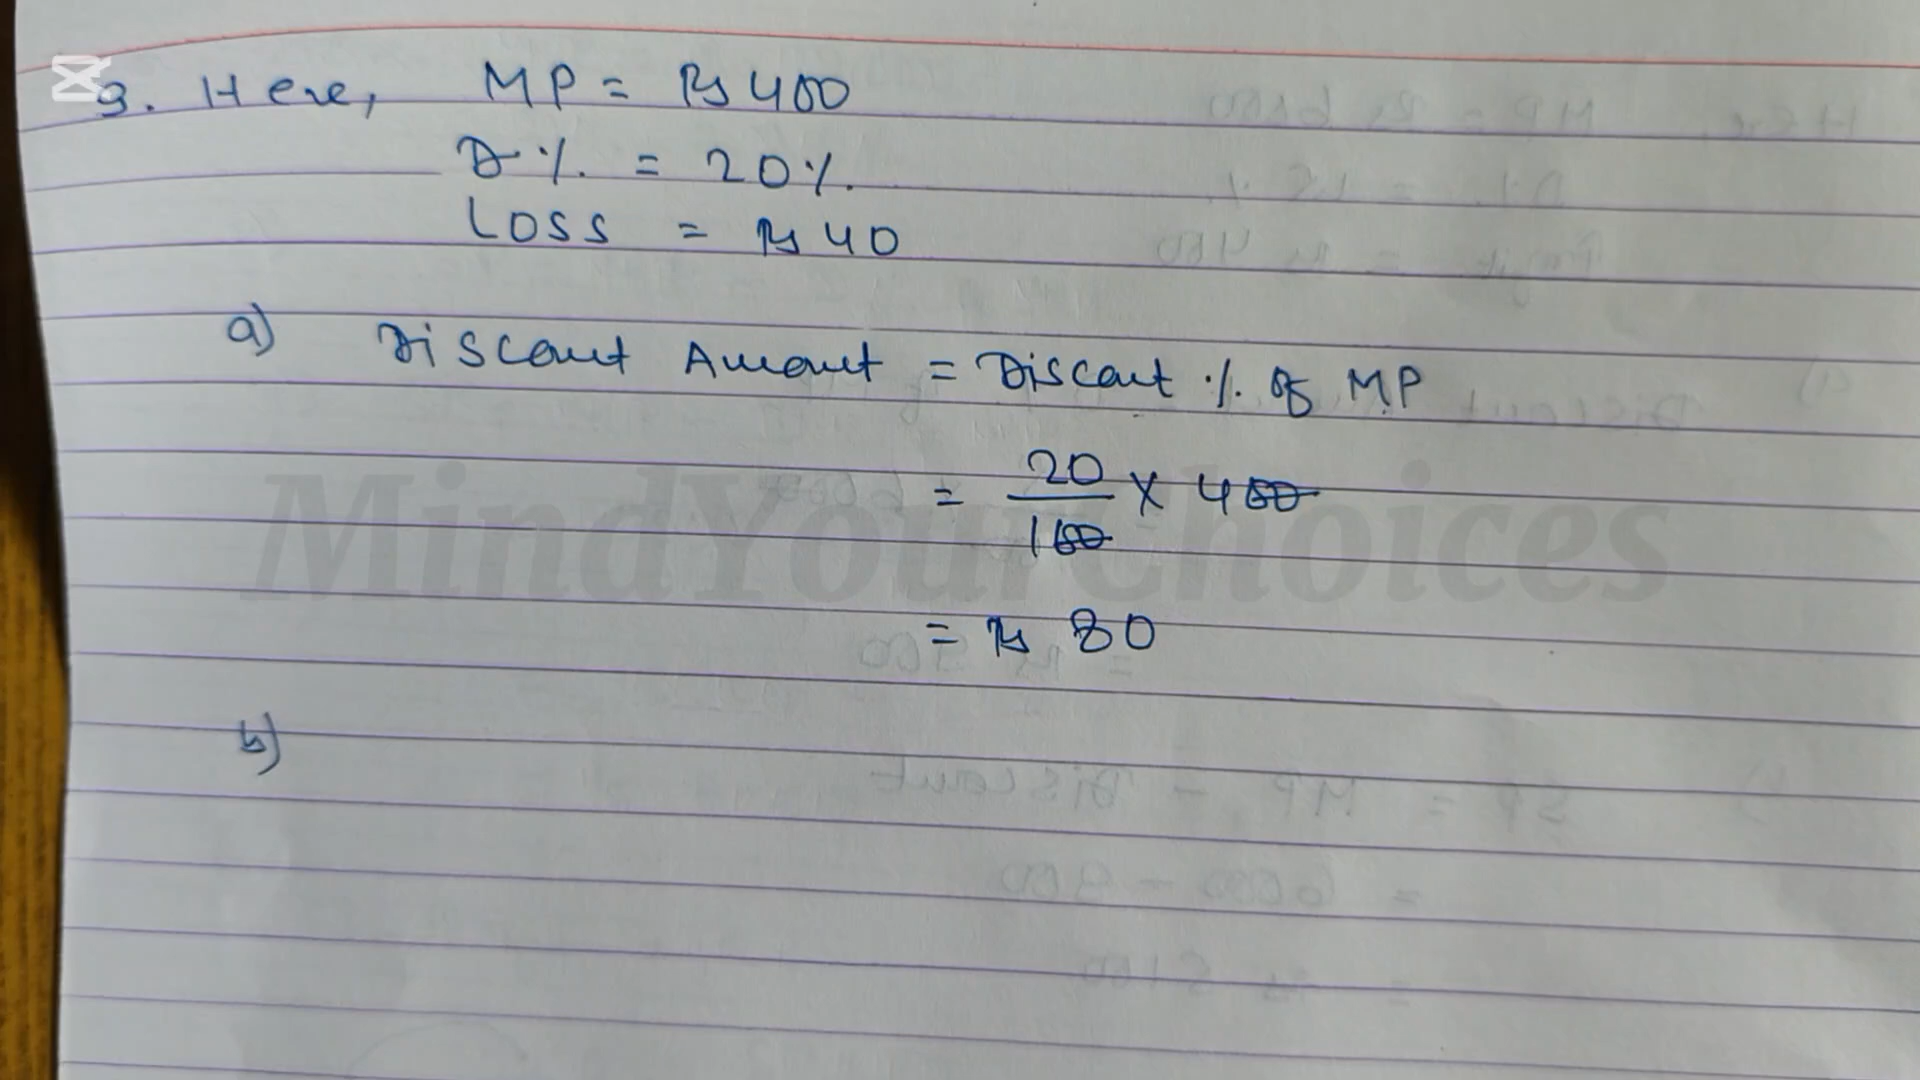 9. Here, MP = Rs 400
D% = 20%.
Loss = Rs 40
a) Discount Amount = Discount % of MP
= 20/100 × 400
= Rs 80
b)
MindYourChoices